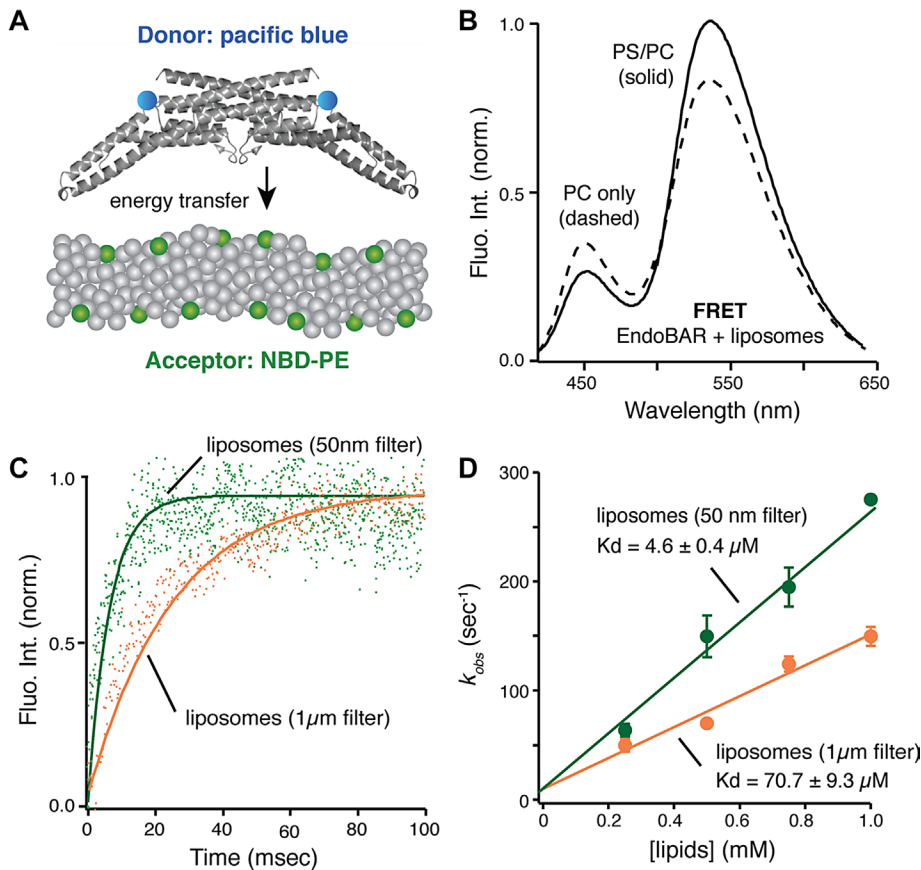 A
Donor: pacific blue
energy transfer
Acceptor: NBD-PE
B
Fluo. Int. (norm.)
1.0
0.5
0.0
PS/PC
(solid)
PC only
(dashed)
FRET
EndoBAR + liposomes
450
550
650
Wavelength (nm)
C
liposomes (50nm filter)
Fluo. Int. (norm.)
1.0
0.5
0.0
liposomes (1µm filter)
0
20
40
60
80
100
Time (msec)
D
300
200
100
0
kobs (sec-1)
liposomes (50 nm filter)
Kd = 4.6 ± 0.4 µM
liposomes (1µm filter)
Kd = 70.7 ± 9.3 µM
0
0.2
0.4
0.6
0.8
1.0
[lipids] (mM)